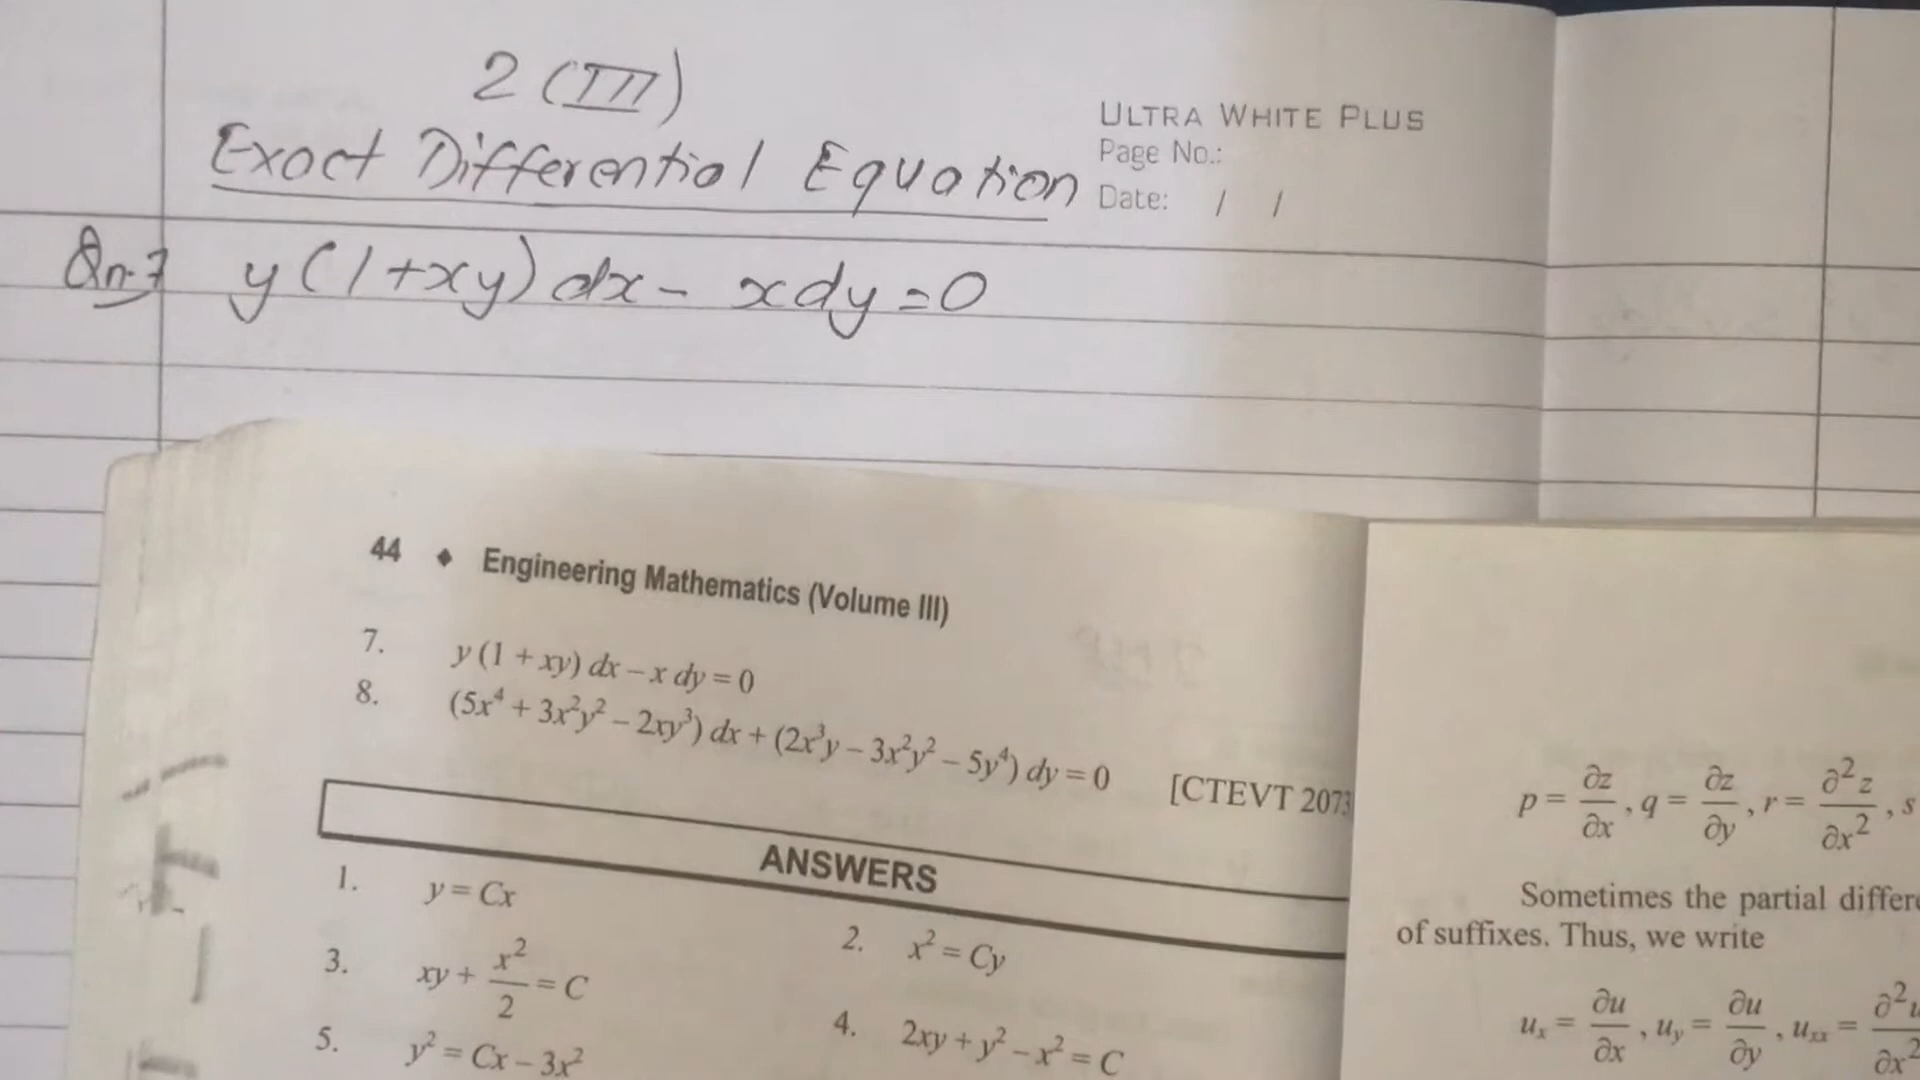 2 (III)
Exact Differential Equation
ULTRA WHITE PLUS
Page No.:
Date: / /
Qn.7 y(1+xy) dx - x dy = 0
44 ◆ Engineering Mathematics (Volume III)
7. y (1 + xy) dx – x dy = 0
8. (5x⁴ + 3x²y² – 2xy³) dx + (2x³y – 3x²y² – 5y⁴) dy = 0 [CTEVT 2073
ANSWERS
1. y = Cx
2. x² = Cy
3. xy + x²/2 = C
4. 2xy + y² – x² = C
5. y² = Cx – 3x²
p = ∂z/∂x , q = ∂z/∂y , r = ∂²z/∂x² , s
Sometimes the partial differe
of suffixes. Thus, we write
uₓ = ∂u/∂x , u_y = ∂u/∂y , uₓₓ = ∂²u/∂x²